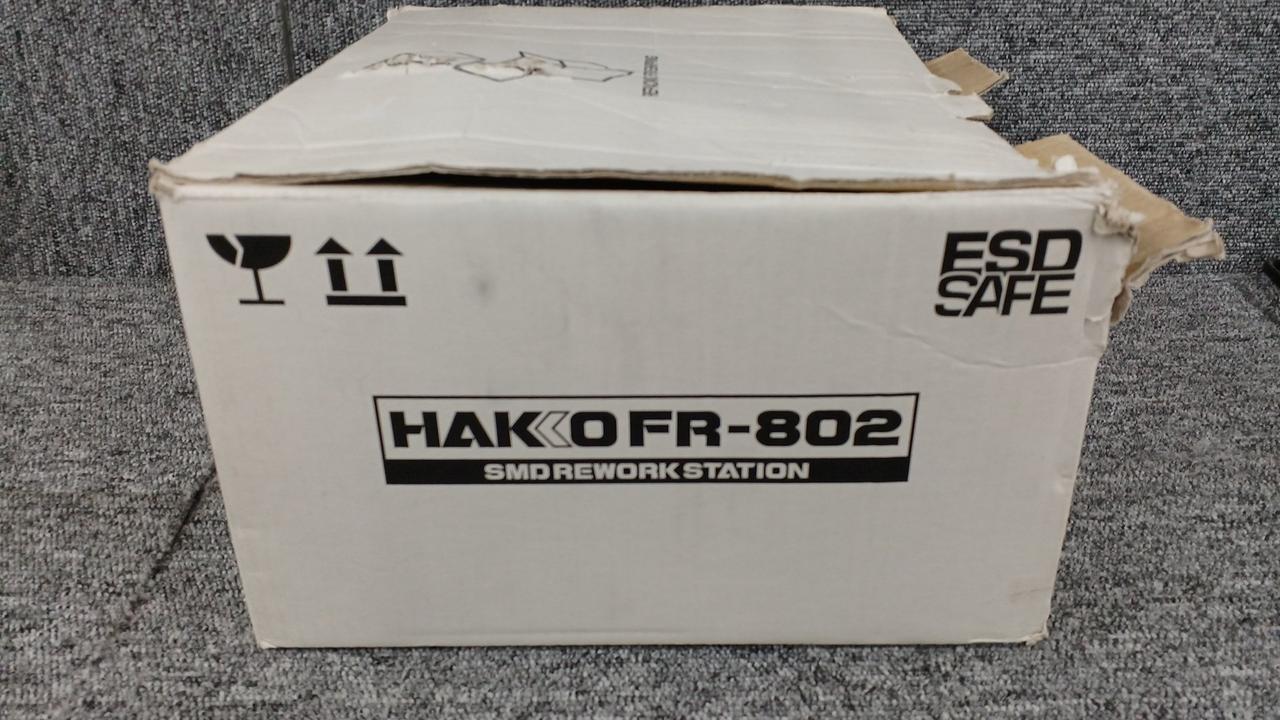 ESD
SAFE
HAKKO FR-802
SMD REWORK STATION